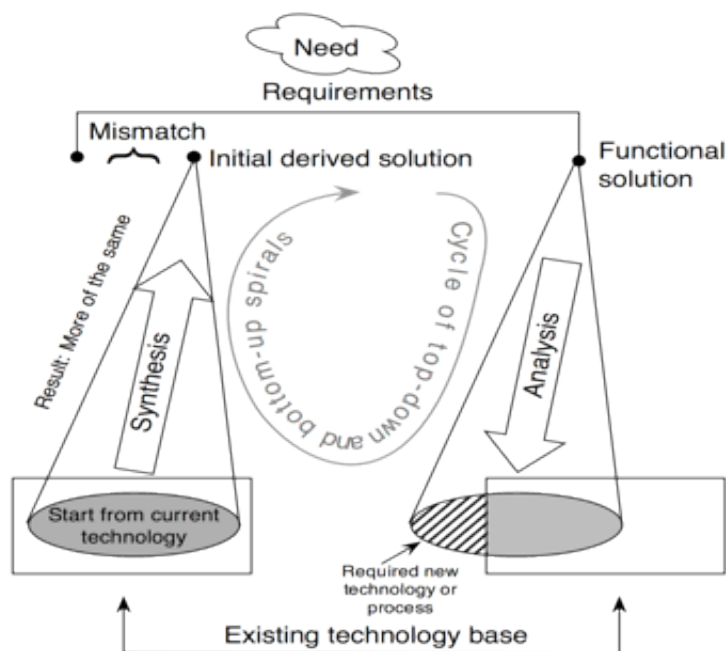 Need
Requirements
Mismatch
Initial derived solution
Functional
solution
Result: More of the same
Synthesis
Cycle of top-down and bottom-up spirals
Analysis
Start from current
technology
Required new
technology or
process
Existing technology base